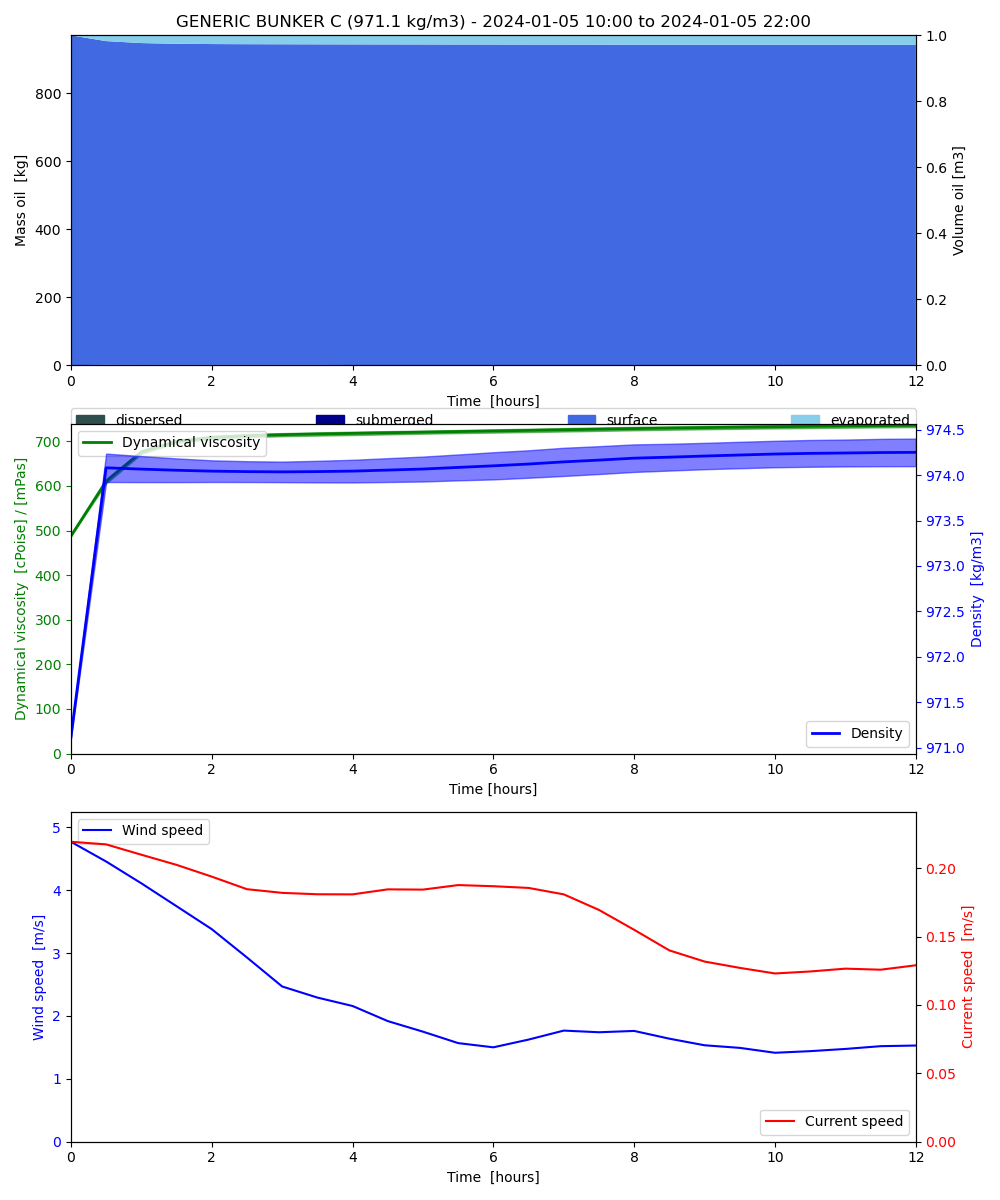 GENERIC BUNKER C (971.1 kg/m3) - 2024-01-05 10:00 to 2024-01-05 22:00
Mass oil [kg]
800
600
400
200
0
1.0
0.8
0.6
0.4
0.2
0.0
Volume oil [m3]
0 2 4 6 8 10 12
Time [hours]
dispersed submerged surface evaporated
Dynamical viscosity
Dynamical viscosity [cPoise] / [mPas]
700
600
500
400
300
200
100
0
974.5
974.0
973.5
973.0
972.5
972.0
971.5
971.0
Density [kg/m3]
Density
0 2 4 6 8 10 12
Time [hours]
Wind speed
Wind speed [m/s]
5
4
3
2
1
0
0.20
0.15
0.10
0.05
0.00
Current speed [m/s]
Current speed
0 2 4 6 8 10 12
Time [hours]